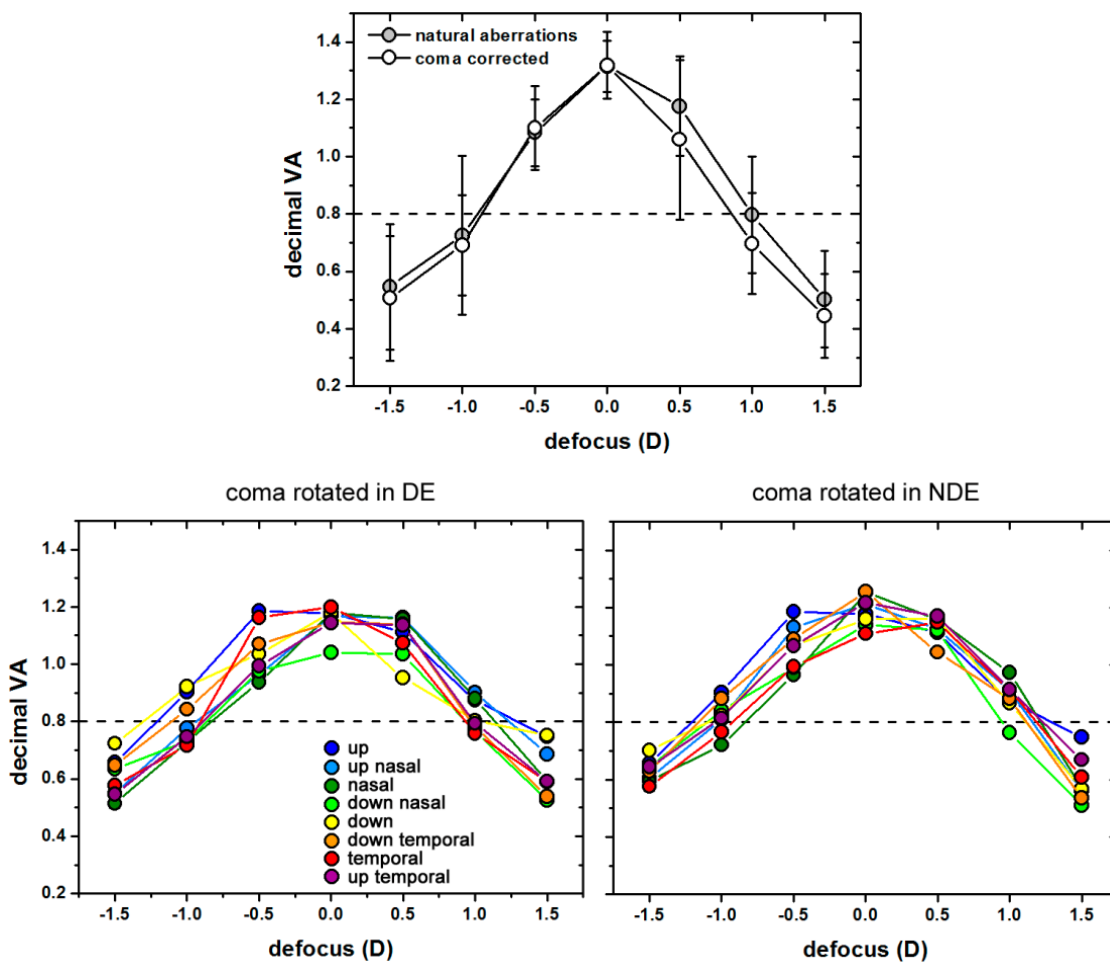 natural aberrations
coma corrected
1.4
1.2
1.0
0.8
0.6
0.4
0.2
decimal VA
-1.5 -1.0 -0.5 0.0 0.5 1.0 1.5
defocus (D)
coma rotated in DE
1.4
1.2
1.0
0.8
0.6
0.4
0.2
decimal VA
up
up nasal
nasal
down nasal
down
down temporal
temporal
up temporal
-1.5 -1.0 -0.5 0.0 0.5 1.0 1.5
defocus (D)
coma rotated in NDE
-1.5 -1.0 -0.5 0.0 0.5 1.0 1.5
defocus (D)